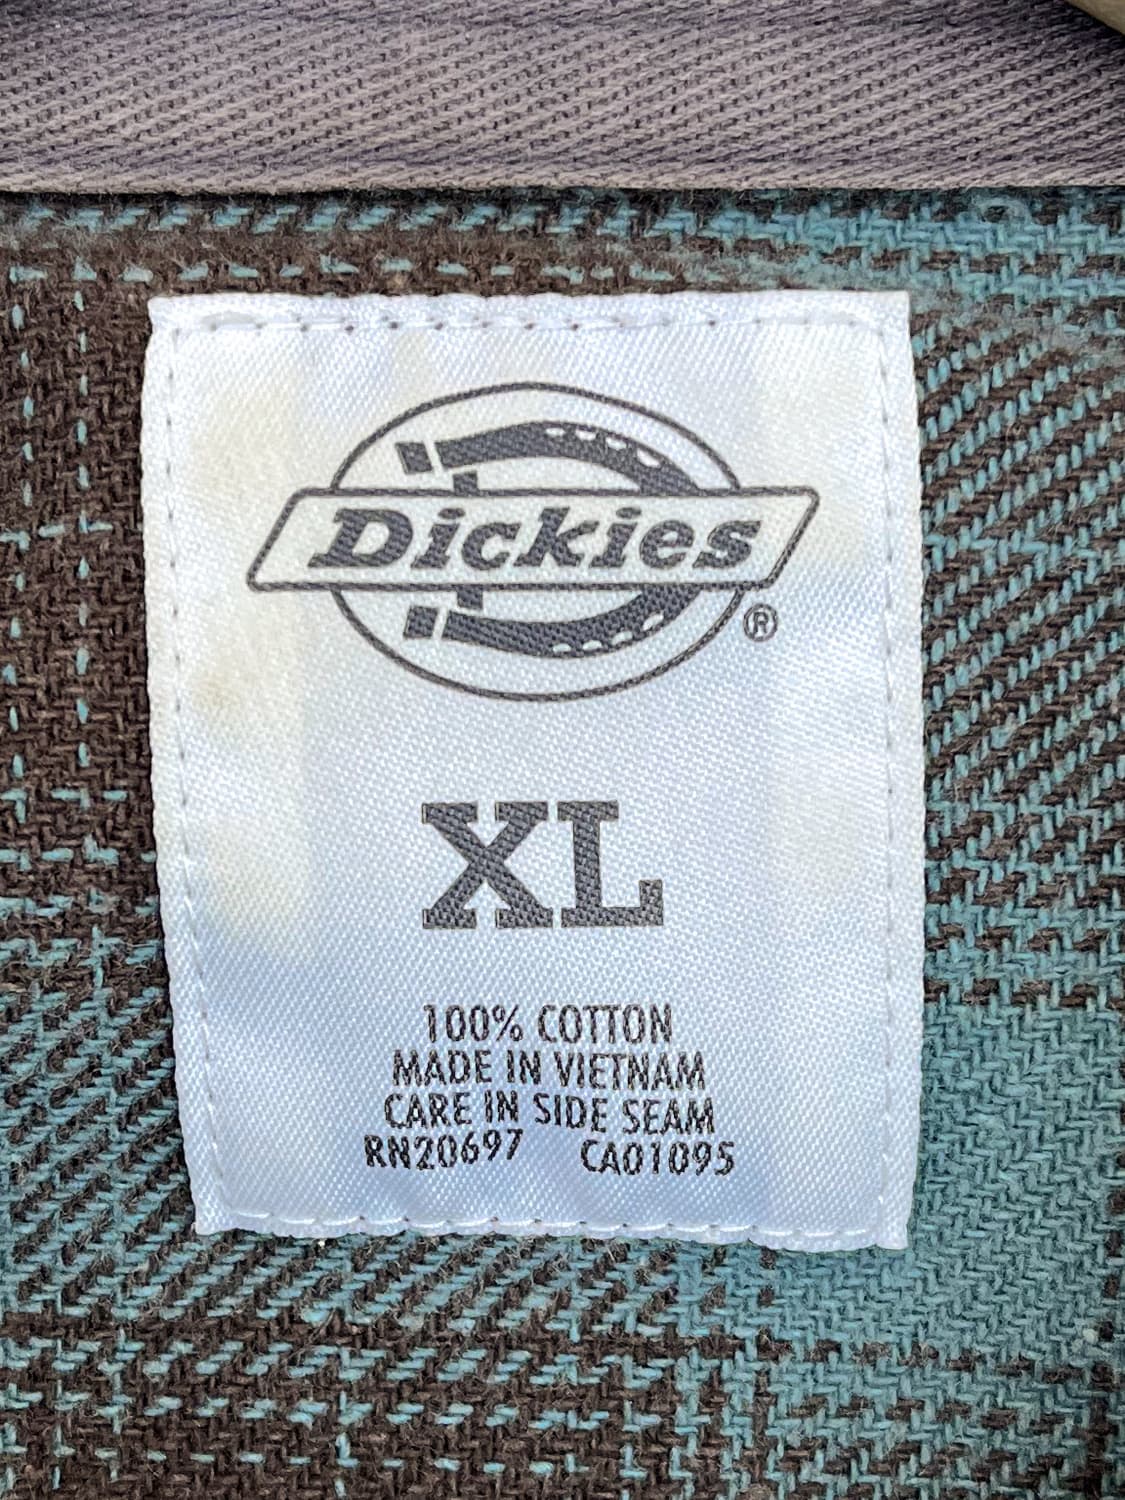 Dickies
®
XL
100% COTTON
MADE IN VIETNAM
CARE IN SIDE SEAM
RN20697 CA01095